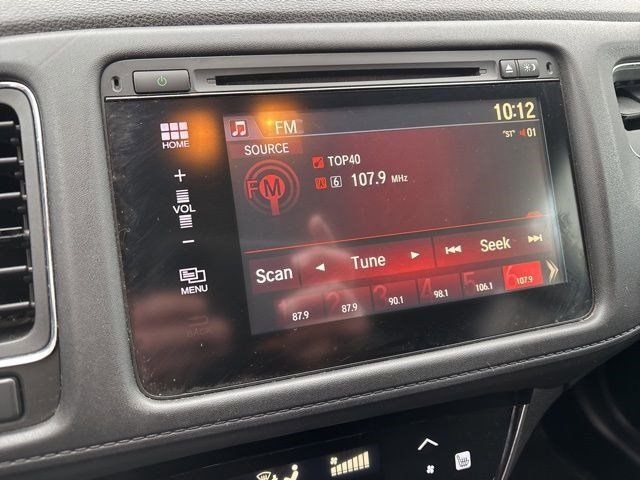 10:12
FM
"ST" 01
HOME
SOURCE
TOP40
FM
6 107.9 MHz
+
VOL
−
Scan ◄ Tune ► Seek
MENU
1 2 3 4 5 6
87.9 87.9 90.1 98.1 106.1 107.9
BACK